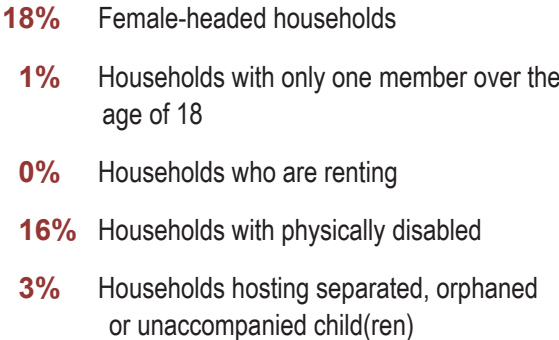 18% Female-headed households
1% Households with only one member over the
age of 18
0% Households who are renting
16% Households with physically disabled
3% Households hosting separated, orphaned
or unaccompanied child(ren)